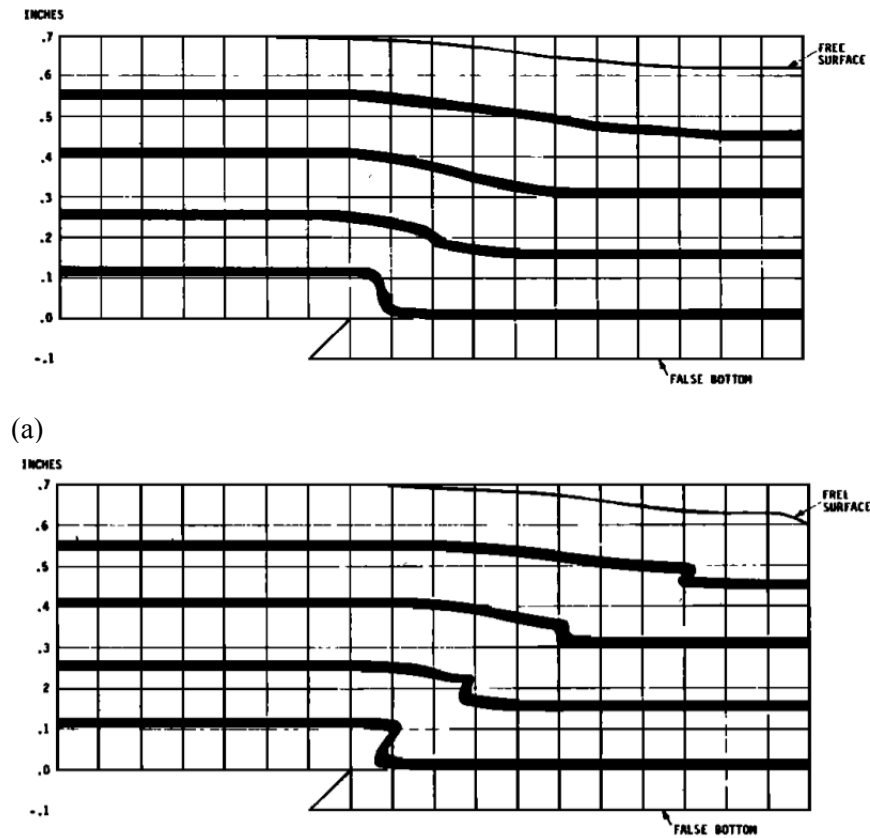 INCHES
.7
FREE
SURFACE
.6
.5
.4
.3
.2
.1
.0
-.1
FALSE BOTTOM
(a)
INCHES
.7
FREE
SURFACE
.6
.5
.4
.3
2
.1
.0
-.1
FALSE BOTTOM